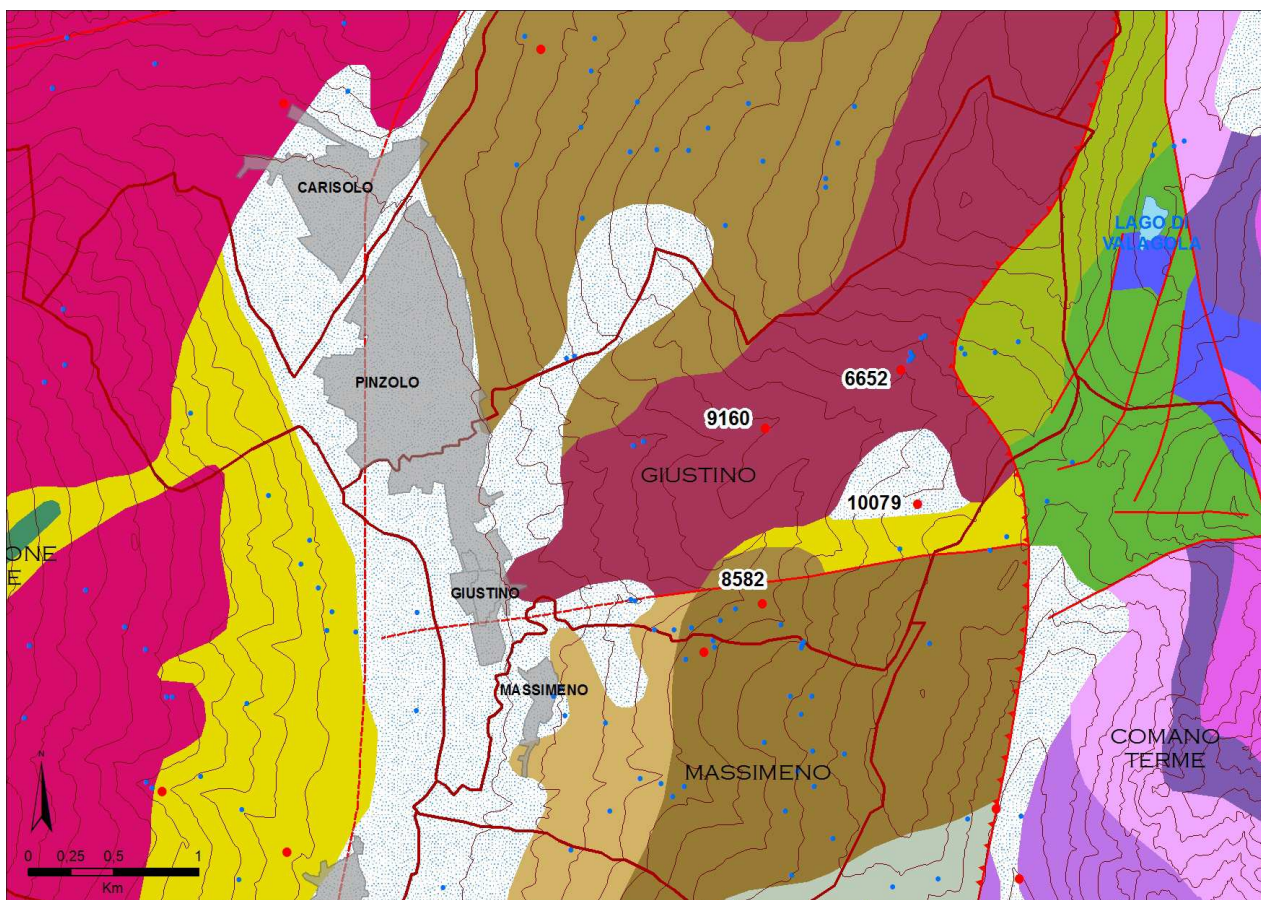 CARISOLO
LAGO DI
VALAGOLA
PINZOLO
6652
9160
GIUSTINO
10079
ONE
E
8582
GIUSTINO
MASSIMENO
COMANO
TERME
MASSIMENO
N
0 0,25 0,5 1
Km